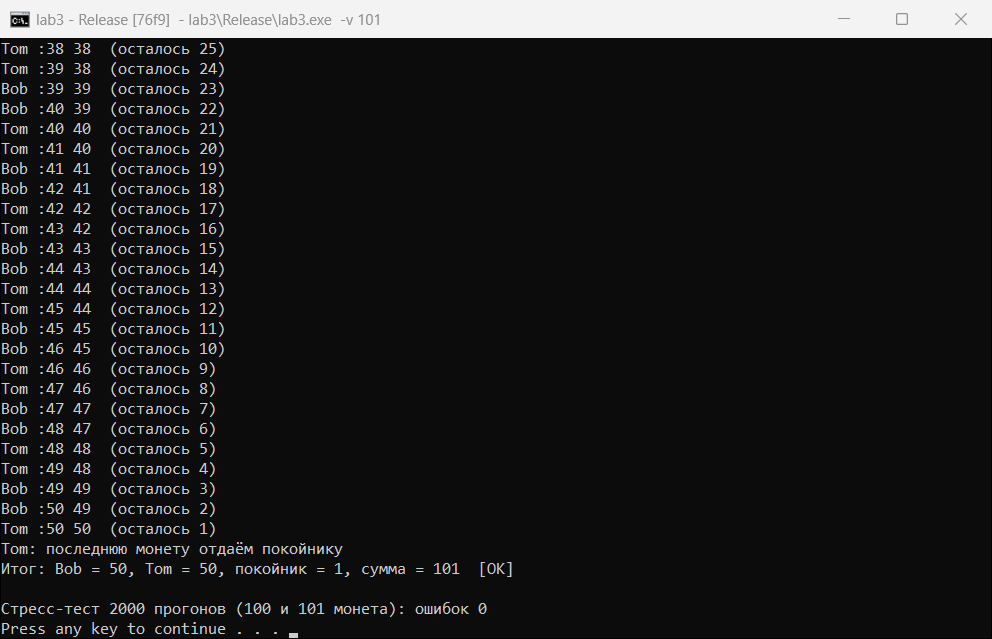 lab3 - Release [76f9]  - lab3\Release\lab3.exe  -v 101
Tom :38 38  (осталось 25)
Tom :39 38  (осталось 24)
Bob :39 39  (осталось 23)
Bob :40 39  (осталось 22)
Tom :40 40  (осталось 21)
Tom :41 40  (осталось 20)
Bob :41 41  (осталось 19)
Bob :42 41  (осталось 18)
Tom :42 42  (осталось 17)
Tom :43 42  (осталось 16)
Bob :43 43  (осталось 15)
Bob :44 43  (осталось 14)
Tom :44 44  (осталось 13)
Tom :45 44  (осталось 12)
Bob :45 45  (осталось 11)
Bob :46 45  (осталось 10)
Tom :46 46  (осталось 9)
Tom :47 46  (осталось 8)
Bob :47 47  (осталось 7)
Bob :48 47  (осталось 6)
Tom :48 48  (осталось 5)
Tom :49 48  (осталось 4)
Bob :49 49  (осталось 3)
Bob :50 49  (осталось 2)
Tom :50 50  (осталось 1)
Tom: последнюю монету отдаём покойнику
Итог: Bob = 50, Tom = 50, покойник = 1, сумма = 101  [OK]
Стресс-тест 2000 прогонов (100 и 101 монета): ошибок 0
Press any key to continue . . .